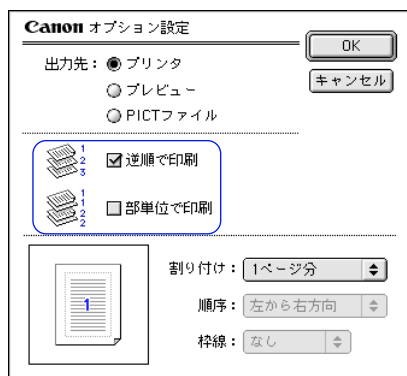 Canon オプション設定
OK
キャンセル
出力先： プリンタ
プレビュー
PICTファイル
1
2
3
逆順で印刷
1
1
2
2
部単位で印刷
1
割り付け： 1ページ分
順序： 左から右方向
枠線： なし